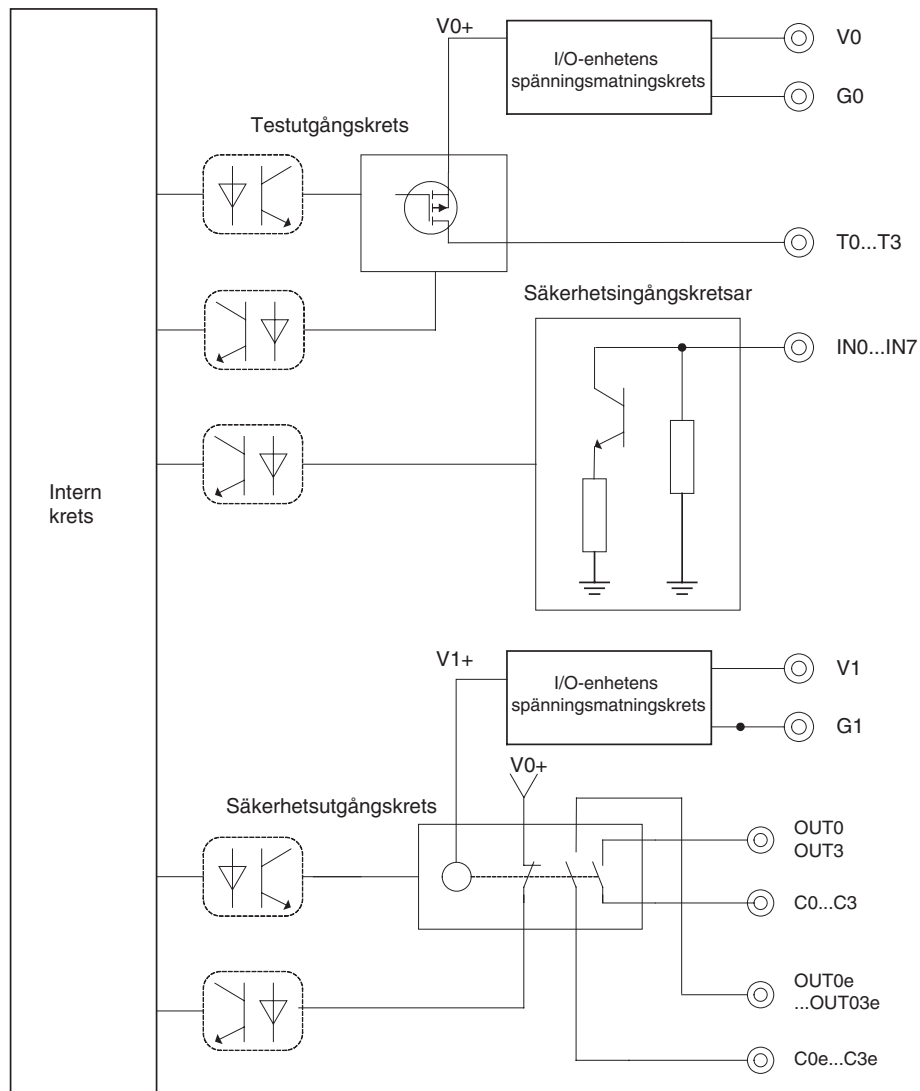 V0+
I/O-enhetens
spänningsmatningskrets
V0
G0
Testutgångskrets
T0...T3
Säkerhetsingångskretsar
IN0...IN7
Intern
krets
V1+
I/O-enhetens
spänningsmatningskrets
V1
G1
V0+
Säkerhetsutgångskrets
OUT0
OUT3
C0...C3
OUT0e
...OUT03e
C0e...C3e